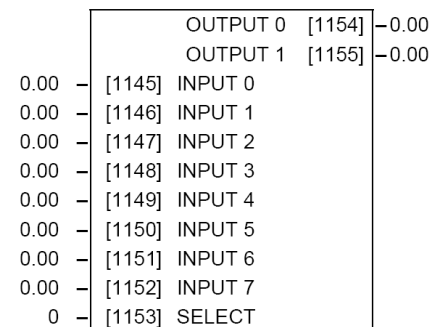 OUTPUT 0 [1154] – 0.00
OUTPUT 1 [1155] – 0.00
0.00 – [1145] INPUT 0
0.00 – [1146] INPUT 1
0.00 – [1147] INPUT 2
0.00 – [1148] INPUT 3
0.00 – [1149] INPUT 4
0.00 – [1150] INPUT 5
0.00 – [1151] INPUT 6
0.00 – [1152] INPUT 7
0 – [1153] SELECT